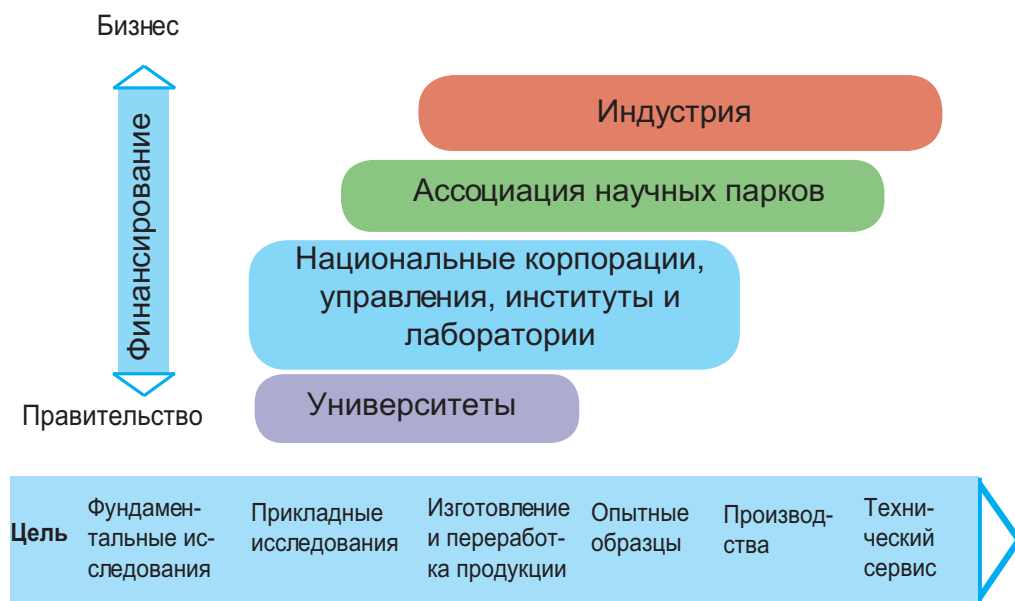 Бизнес
Финансирование
Правительство
Индустрия
Ассоциация научных парков
Национальные корпорации,
управления, институты и
лаборатории
Университеты
Цель
Фундамен-
тальные ис-
следования
Прикладные
исследования
Изготовление
и переработ-
ка продукции
Опытные
образцы
Производ-
ства
Техни-
ческий
сервис